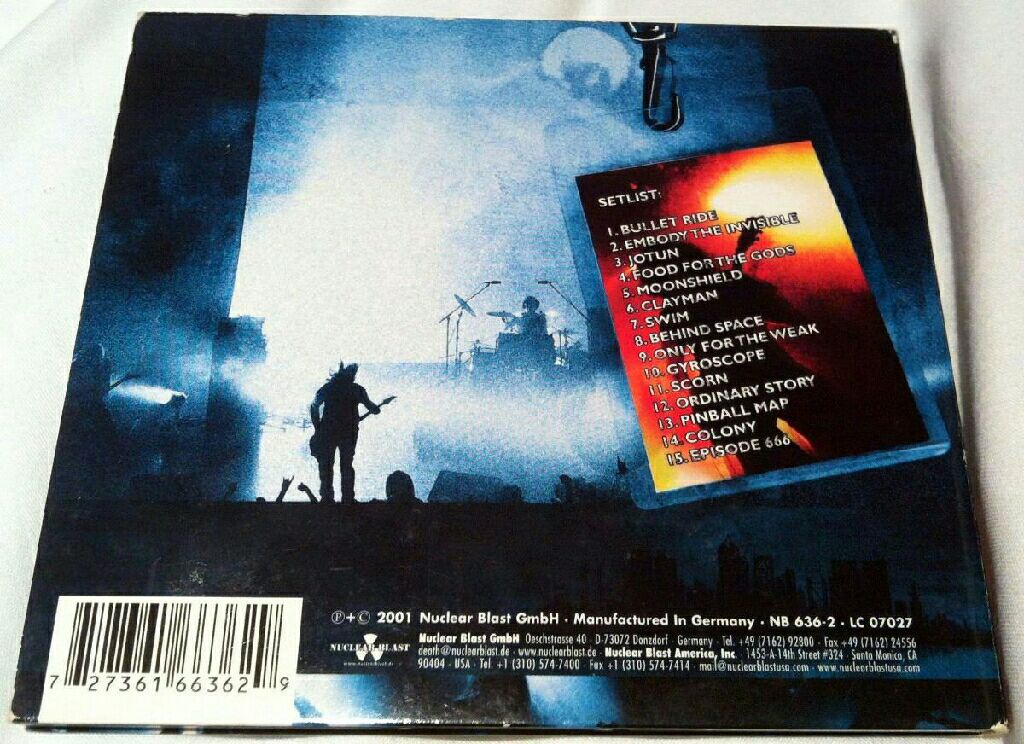 SETLIST:
1. BULLET RIDE
2. EMBODY THE INVISIBLE
3. JOTUN
4. FOOD FOR THE GODS
5. MOONSHIELD
6. CLAYMAN
7. SWIM
8. BEHIND SPACE
9. ONLY FOR THE WEAK
10. GYROSCOPE
11. SCORN
12. ORDINARY STORY
13. PINBALL MAP
14. COLONY
15. EPISODE 666
℗ + © 2001 Nuclear Blast GmbH · Manufactured In Germany · NB 636-2 · LC 07027
NUCLEAR BLAST
www.nuclearblast.de
Nuclear Blast GmbH Oeschstrasse 40 · D-73072 Donzdorf · Germany · Tel. +49 (7162) 92800 · Fax +49 (7162) 24556
death@nuclearblast.de · www.nuclearblast.de · Nuclear Blast America, Inc. 1453-A-14th Street #324 · Santa Monica, CA
90404 · USA · Tel. +1 (310) 574-7400 · Fax +1 (310) 574-7414 · mail@nuclearblastusa.com · www.nuclearblastusa.com
7 27361 66362 9